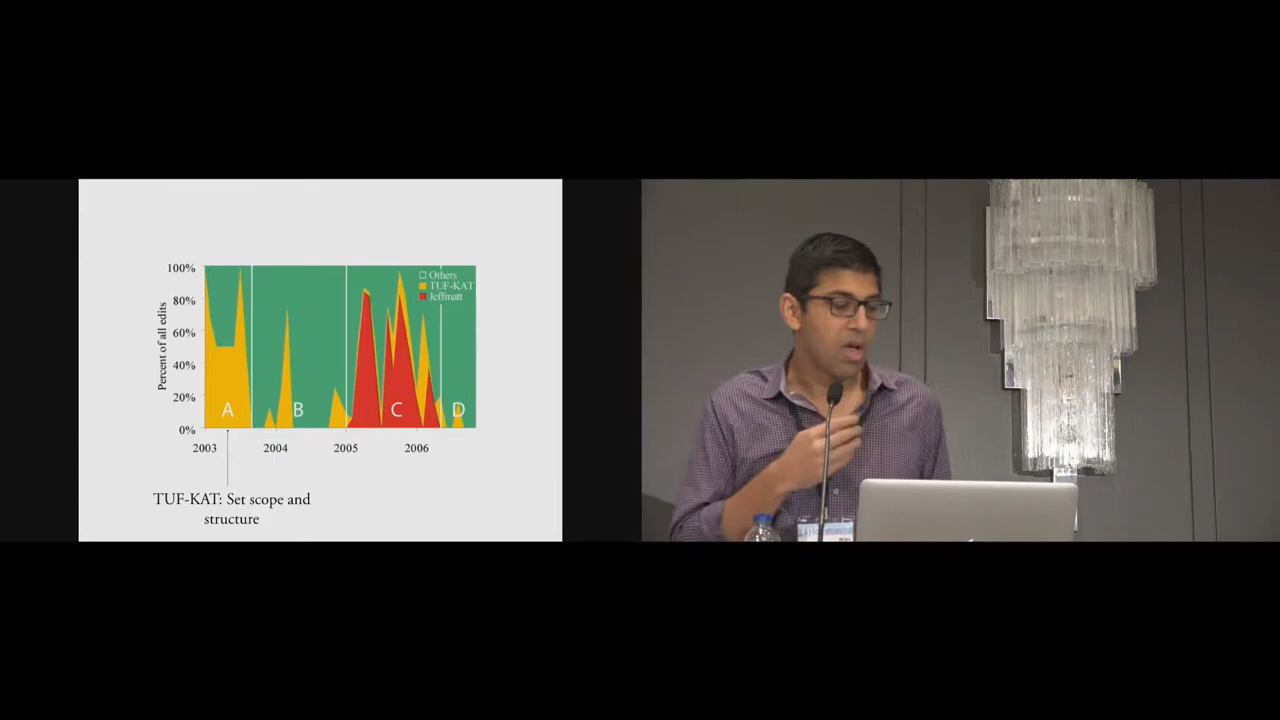 100%
80%
60%
40%
20%
0%
Percent of all edits
Others
TUF-KAT
Jeffmatt
A
B
C
D
2003
2004
2005
2006
TUF-KAT: Set scope and
structure